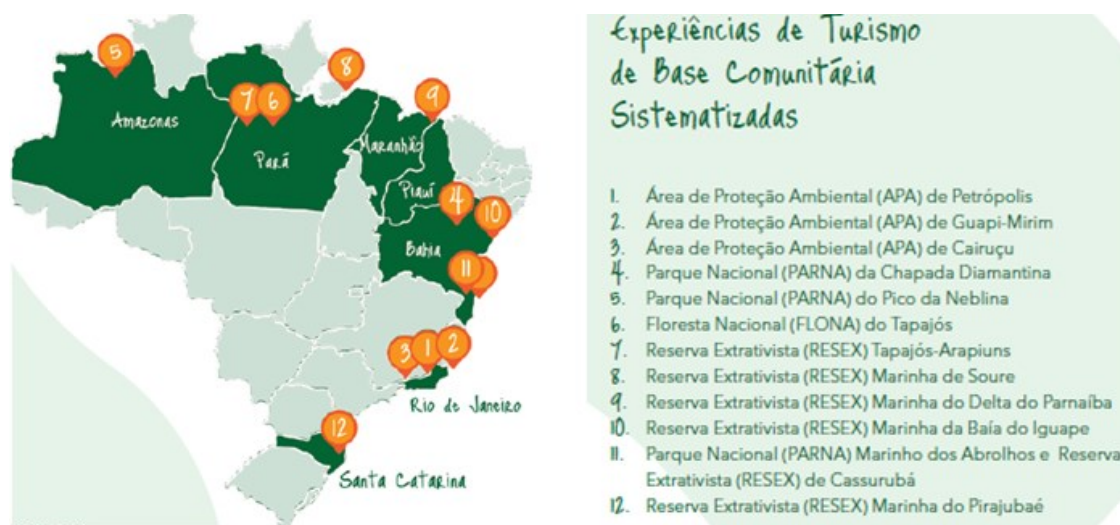 5
8
7
6
9
Amazonas
Pará
Maranhão
Piauí
4
10
Bahia
11
3
1
2
Rio de Janeiro
12
Santa Catarina
Experiências de Turismo
de Base Comunitária
Sistematizadas
1. Área de Proteção Ambiental (APA) de Petrópolis
2. Área de Proteção Ambiental (APA) de Guapi-Mirim
3. Área de Proteção Ambiental (APA) de Cairuçu
4. Parque Nacional (PARNA) da Chapada Diamantina
5. Parque Nacional (PARNA) do Pico da Neblina
6. Floresta Nacional (FLONA) do Tapajós
7. Reserva Extrativista (RESEX) Tapajós-Arapiuns
8. Reserva Extrativista (RESEX) Marinha de Soure
9. Reserva Extrativista (RESEX) Marinha do Delta do Parnaíba
10. Reserva Extrativista (RESEX) Marinha da Baía do Iguape
11. Parque Nacional (PARNA) Marinho dos Abrolhos e Reserva
Extrativista (RESEX) de Cassurubá
12. Reserva Extrativista (RESEX) Marinha do Pirajubaé